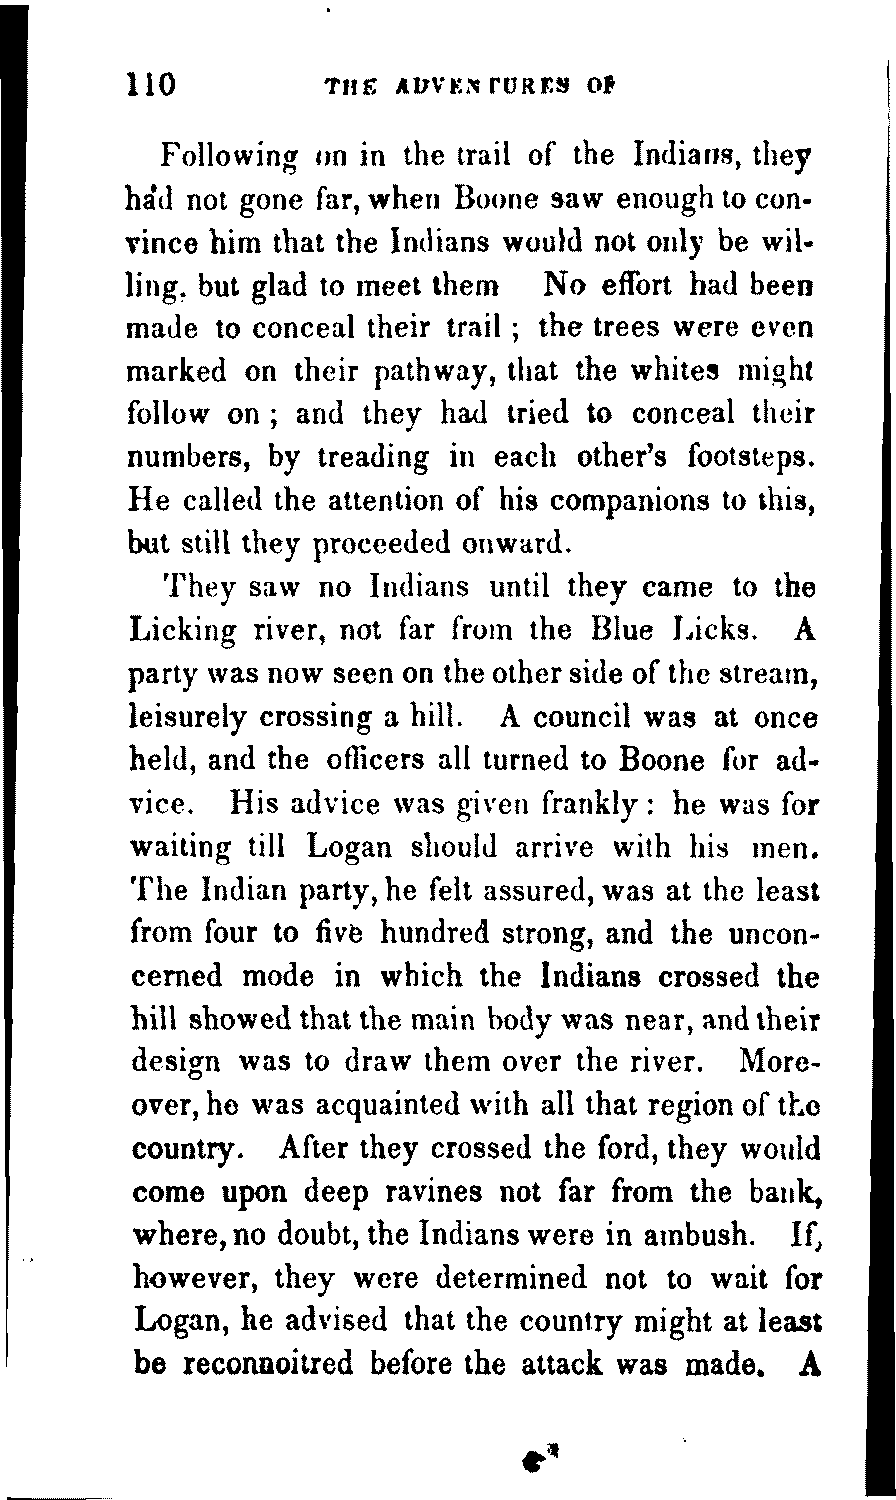 110 THE ADVENTURES OF
Following on in the trail of the Indians, they
had not gone far, when Boone saw enough to con-
vince him that the Indians would not only be wil-
ling, but glad to meet them No effort had been
made to conceal their trail ; the trees were even
marked on their pathway, that the whites might
follow on ; and they had tried to conceal their
numbers, by treading in each other's footsteps.
He called the attention of his companions to this,
but still they proceeded onward.
They saw no Indians until they came to the
Licking river, not far from the Blue Licks. A
party was now seen on the other side of the stream,
leisurely crossing a hill. A council was at once
held, and the officers all turned to Boone for ad-
vice. His advice was given frankly : he was for
waiting till Logan should arrive with his men.
The Indian party, he felt assured, was at the least
from four to five hundred strong, and the uncon-
cerned mode in which the Indians crossed the
hill showed that the main body was near, and their
design was to draw them over the river. More-
over, he was acquainted with all that region of the
country. After they crossed the ford, they would
come upon deep ravines not far from the bank,
where, no doubt, the Indians were in ambush. If,
however, they were determined not to wait for
Logan, he advised that the country might at least
be reconnoitred before the attack was made. A